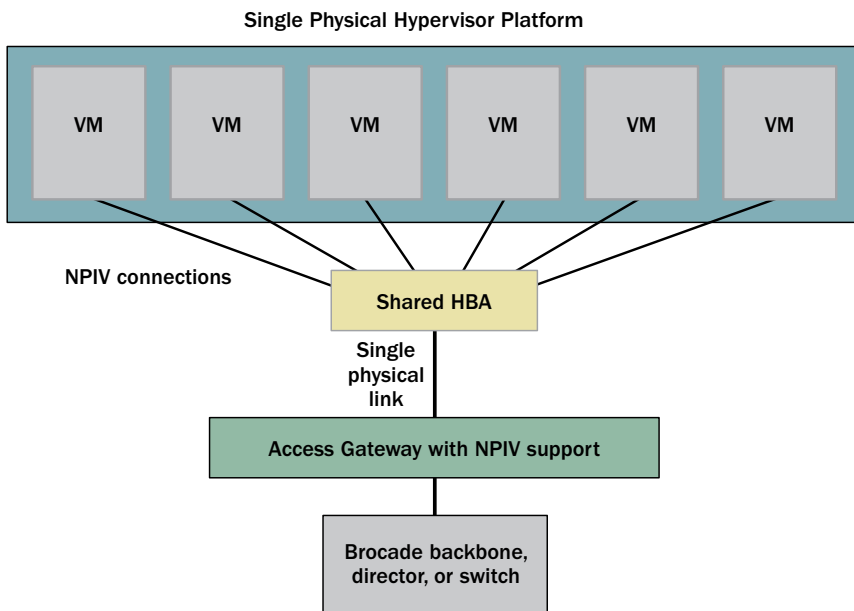 Single Physical Hypervisor Platform
VM
VM
VM
VM
VM
VM
NPIV connections
Shared HBA
Single
physical
link
Access Gateway with NPIV support
Brocade backbone,
director, or switch